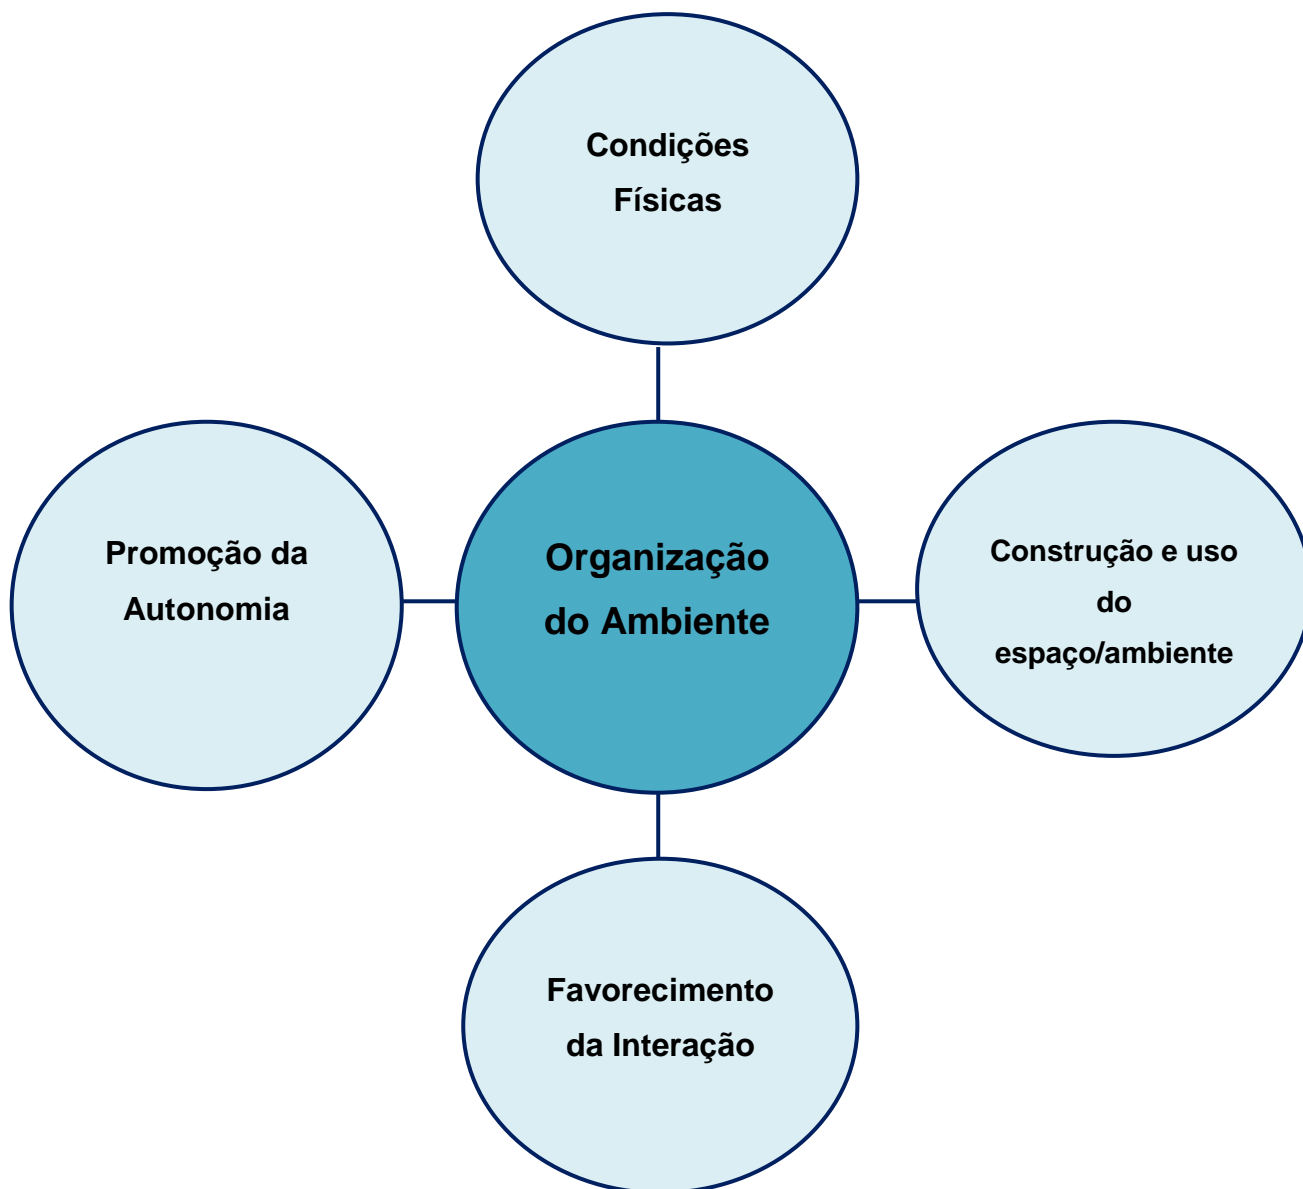 Condições
Físicas
Promoção da
Autonomia
Organização
do Ambiente
Construção e uso
do
espaço/ambiente
Favorecimento
da Interação